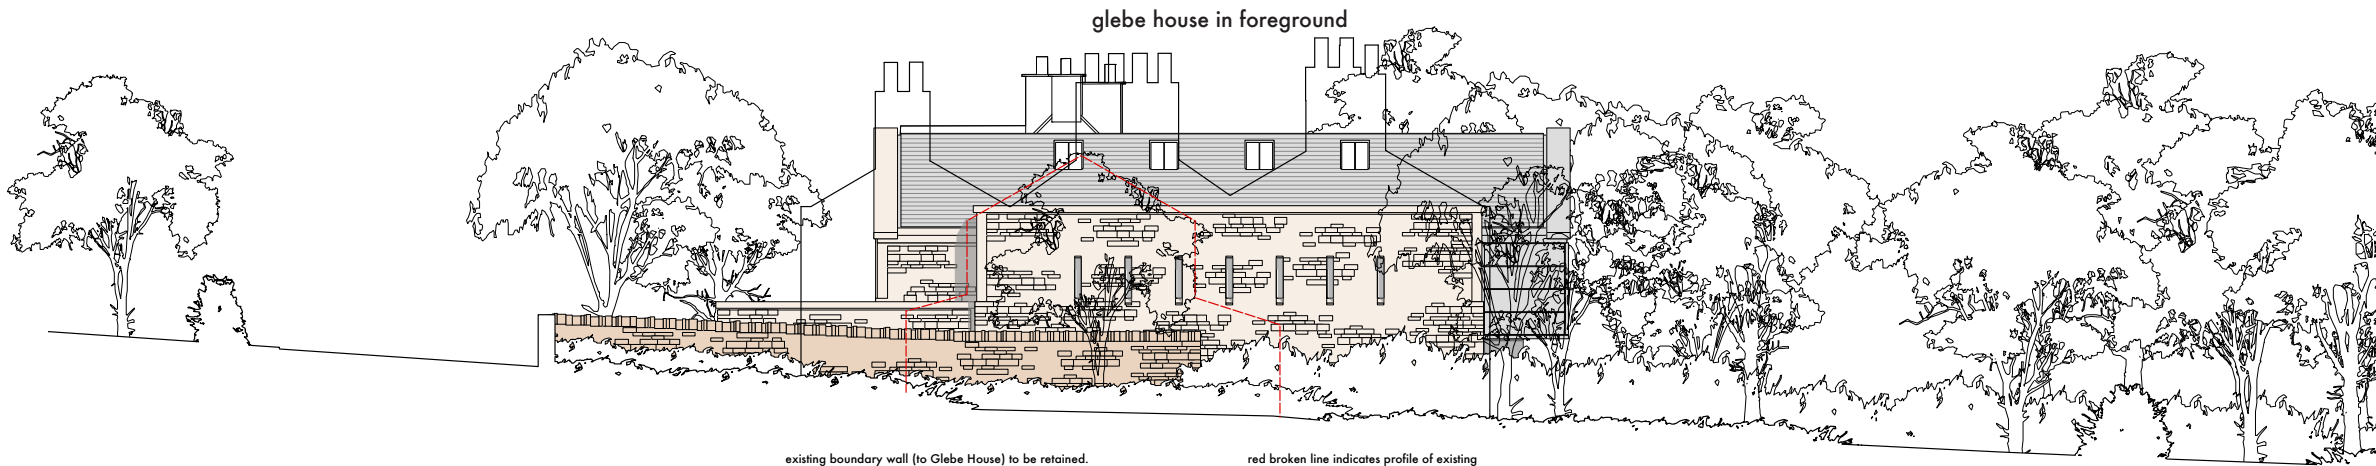 glebe house in foreground
existing boundary wall (to Glebe House) to be retained.
red broken line indicates profile of existing